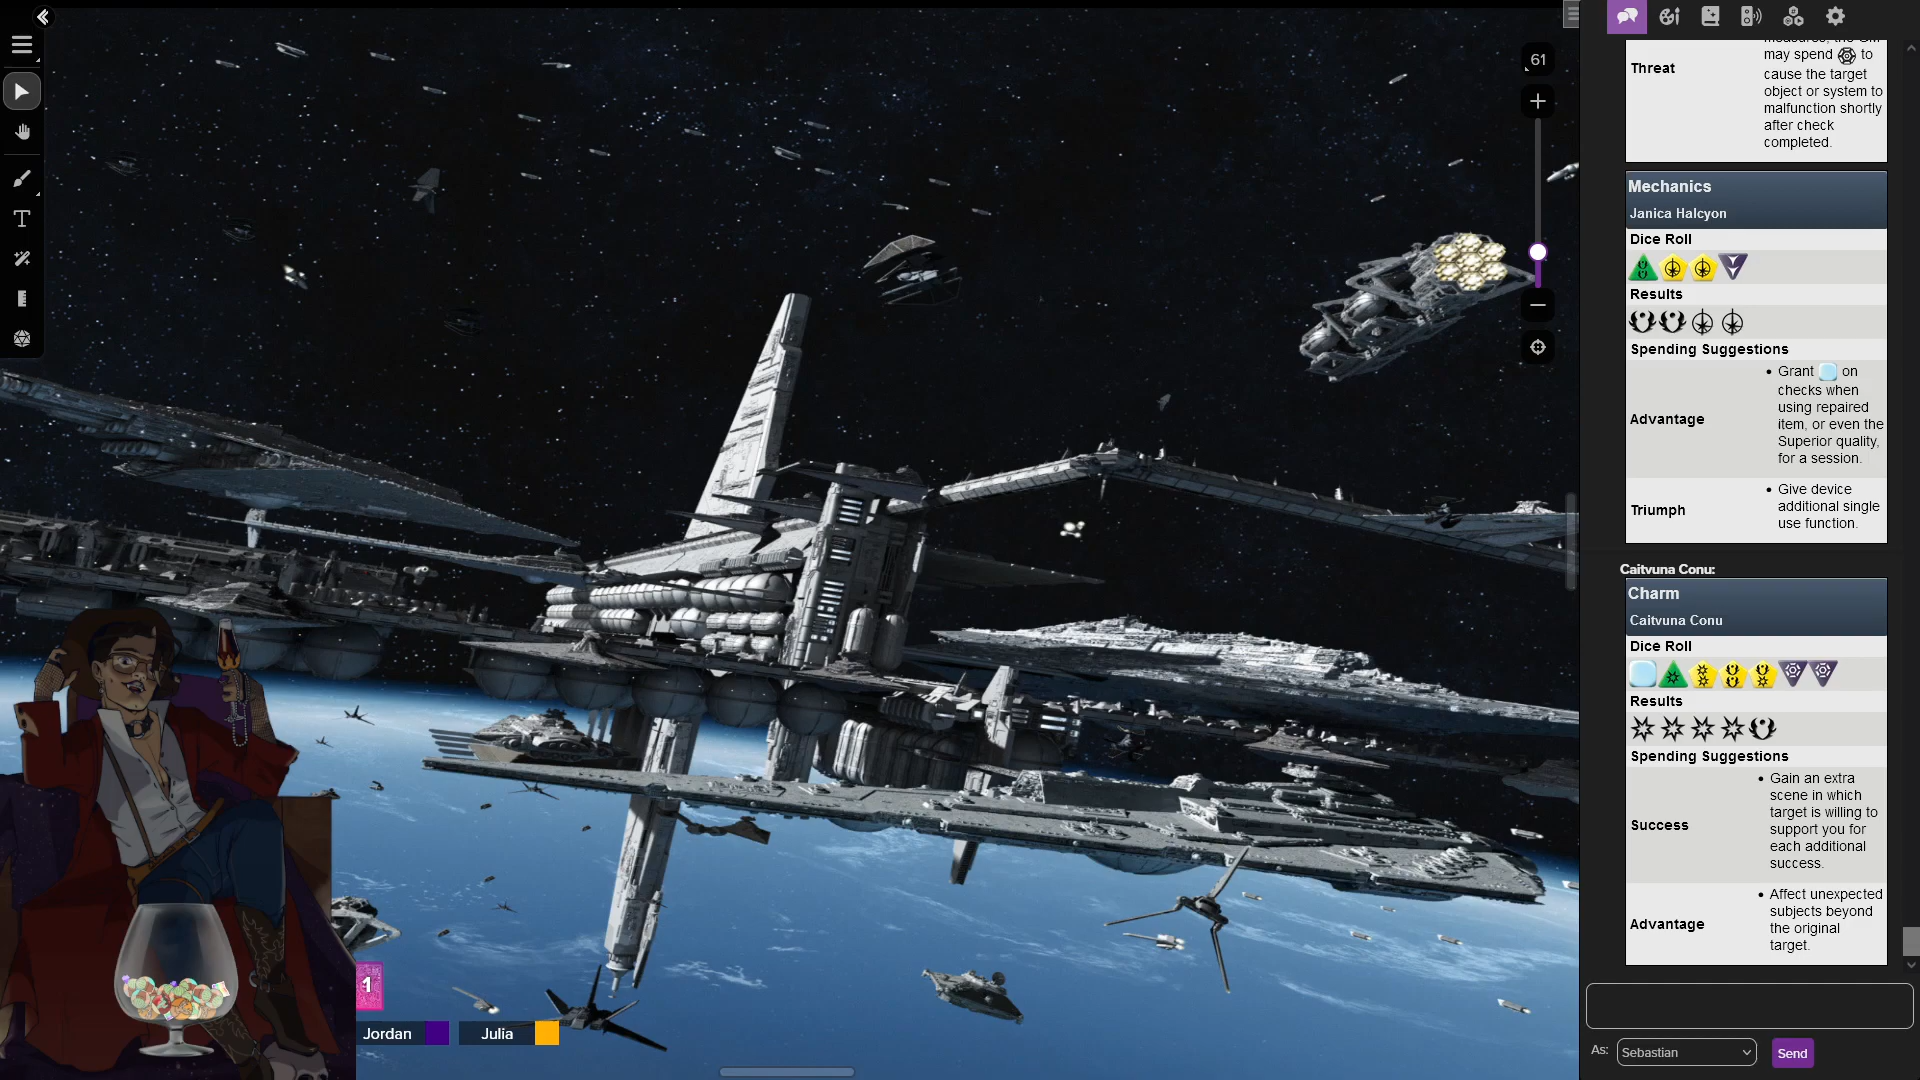 61
may spend to
Threat
cause the target
object or system to
malfunction shortly
after check
completed.
Mechanics
Janica Halcyon
Dice Roll
Results
Spending Suggestions
Advantage
• Grant on
checks when
using repaired
item, or even the
Superior quality,
for a session.
Triumph
• Give device
additional single
use function.
Caitvuna Conu:
Charm
Caitvuna Conu
Dice Roll
Results
Spending Suggestions
Success
• Gain an extra
scene in which
target is willing to
support you for
each additional
success.
Advantage
• Affect unexpected
subjects beyond
the original
target.
1
Jordan
Julia
As:
Sebastian
Send